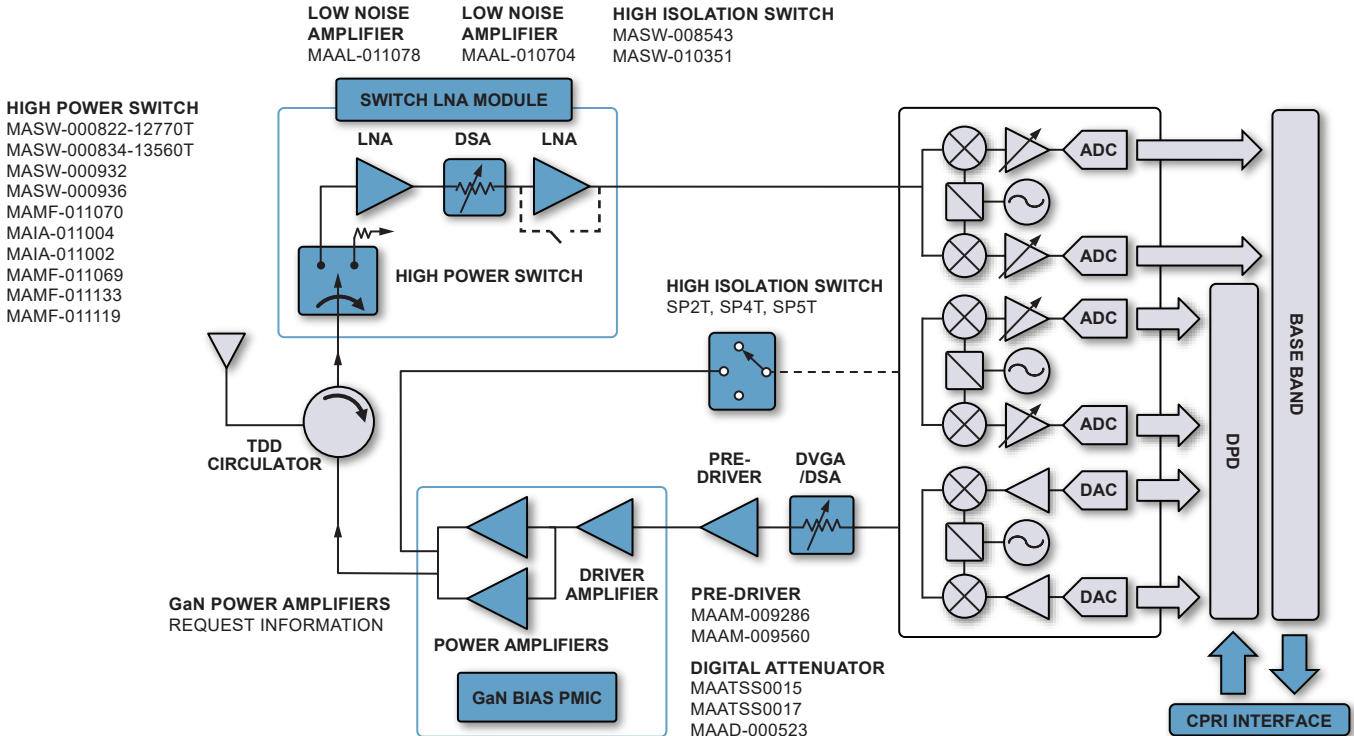 LOW NOISE
AMPLIFIER
MAAL-011078
LOW NOISE
AMPLIFIER
MAAL-010704
HIGH ISOLATION SWITCH
MASW-008543
MASW-010351
HIGH POWER SWITCH
MASW-000822-12770T
MASW-000834-13560T
MASW-000932
MASW-000936
MAMF-011070
MAIA-011004
MAIA-011002
MAMF-011069
MAMF-011133
MAMF-011119
SWITCH LNA MODULE
LNA
DSA
LNA
HIGH POWER SWITCH
HIGH ISOLATION SWITCH
SP2T, SP4T, SP5T
TDD
CIRCULATOR
PRE-
DRIVER
DVGA
/DSA
DRIVER
AMPLIFIER
POWER AMPLIFIERS
GaN BIAS PMIC
GaN POWER AMPLIFIERS
REQUEST INFORMATION
PRE-DRIVER
MAAM-009286
MAAM-009560
DIGITAL ATTENUATOR
MAATSS0015
MAATSS0017
MAAD-000523
ADC
ADC
ADC
ADC
DAC
DAC
DPD
BASE BAND
CPRI INTERFACE